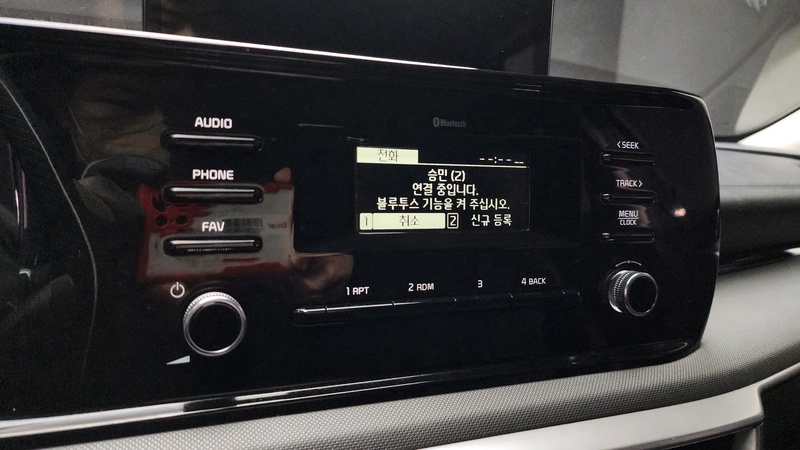 AUDIO
PHONE
FAV
Bluetooth
전화
--:-- --
승민 (2)
연결 중입니다.
블루투스 기능을 켜 주십시오.
1 취소 2 신규 등록
1 RPT 2 RDM 3 4 BACK
< SEEK
TRACK >
MENU
CLOCK